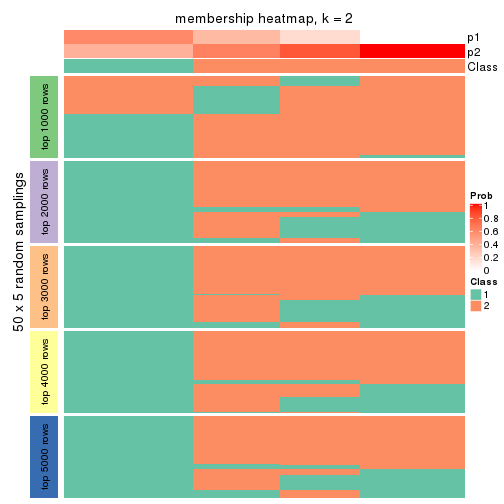 membership heatmap, k = 2
p1
p2
Class
50 x 5 random samplings
top 1000 rows
top 2000 rows
top 3000 rows
top 4000 rows
top 5000 rows
Prob
1
0.8
0.6
0.4
0.2
0
Class
1
2